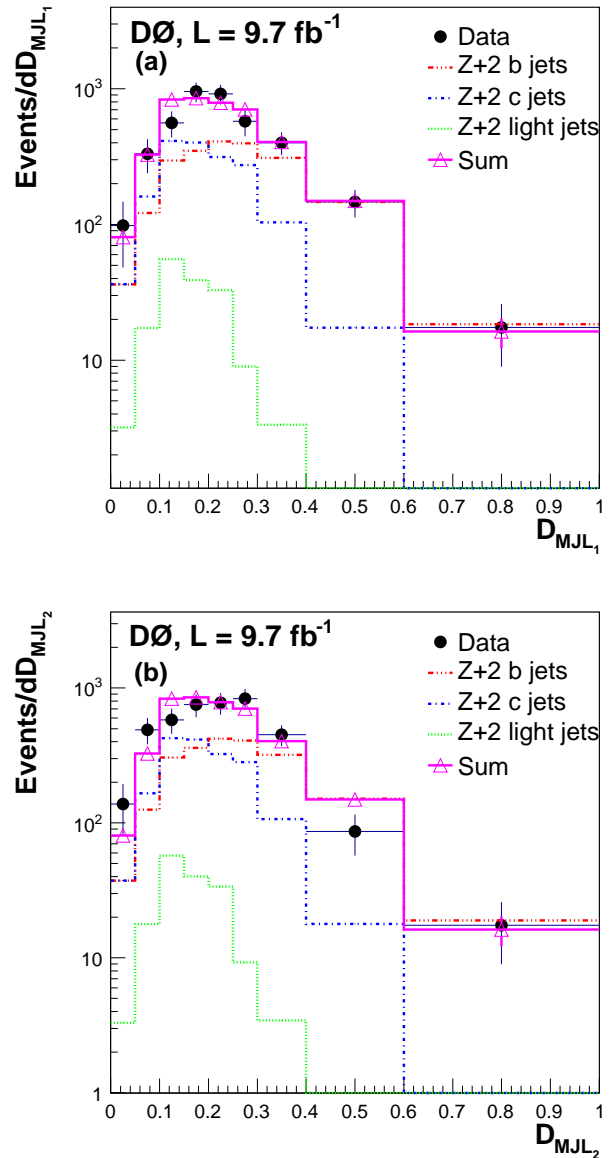 DØ, L = 9.7 fb⁻¹
(a)
Data
Z+2 b jets
Z+2 c jets
Z+2 light jets
Sum
Events/dD_MJL₁
10³
10²
10
0 0.1 0.2 0.3 0.4 0.5 0.6 0.7 0.8 0.9 1
D_MJL₁
DØ, L = 9.7 fb⁻¹
(b)
Data
Z+2 b jets
Z+2 c jets
Z+2 light jets
Sum
Events/dD_MJL₂
10³
10²
10
1
0 0.1 0.2 0.3 0.4 0.5 0.6 0.7 0.8 0.9 1
D_MJL₂